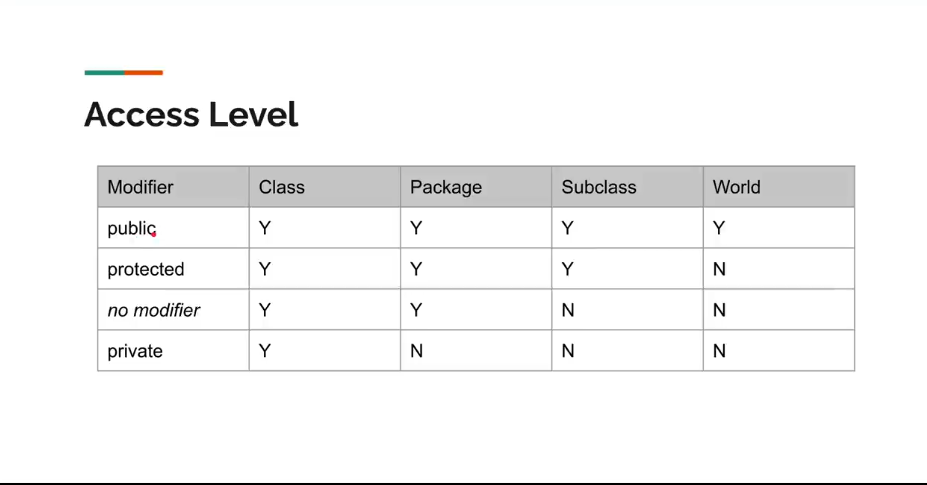 Access Level
Modifier Class Package Subclass World
public Y Y Y Y
protected Y Y Y N
no modifier Y Y N N
private Y N N N